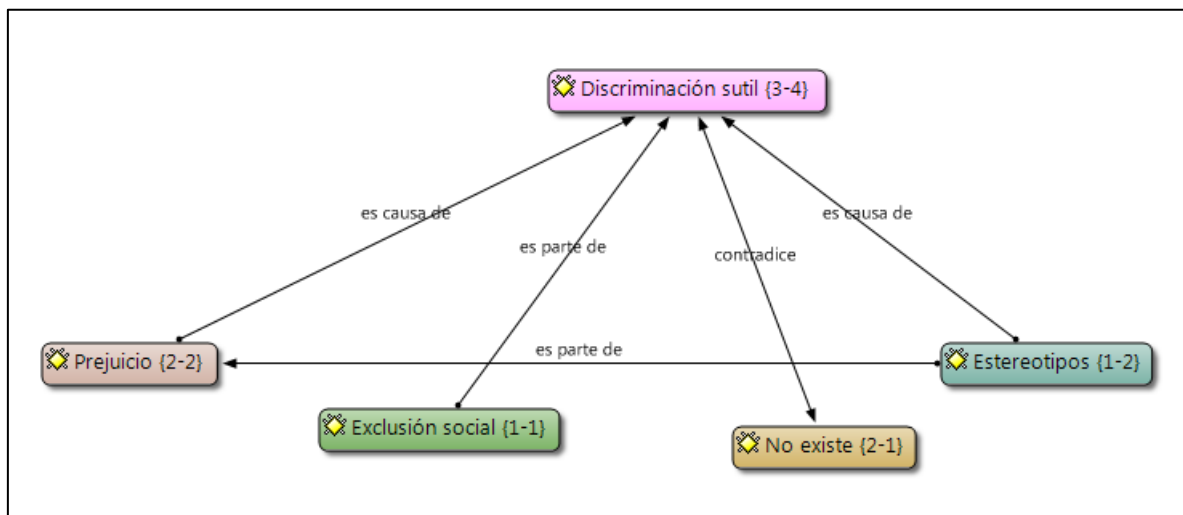 Discriminación sutil {3-4}
es causa de
es causa de
es parte de
contradice
es parte de
Prejuicio {2-2}
Estereotipos {1-2}
Exclusión social {1-1}
No existe {2-1}